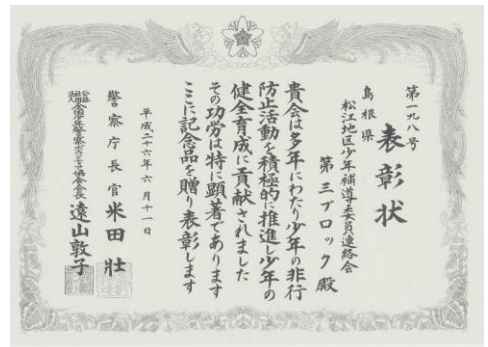 第一九八号
表彰状
島根県
松江地区少年補導委員連絡会
第三ブロック殿
貴会は多年にわたり少年の非行
防止活動を積極的に推進し少年の
健全育成に貢献されました
その功労は特に顕著であります
ここに記念品を贈り表彰します
平成二十六年六月十一日
警察庁長官 米田 壯
公益社団法人全国少年警察ボランティア協会会長 遠山敦子